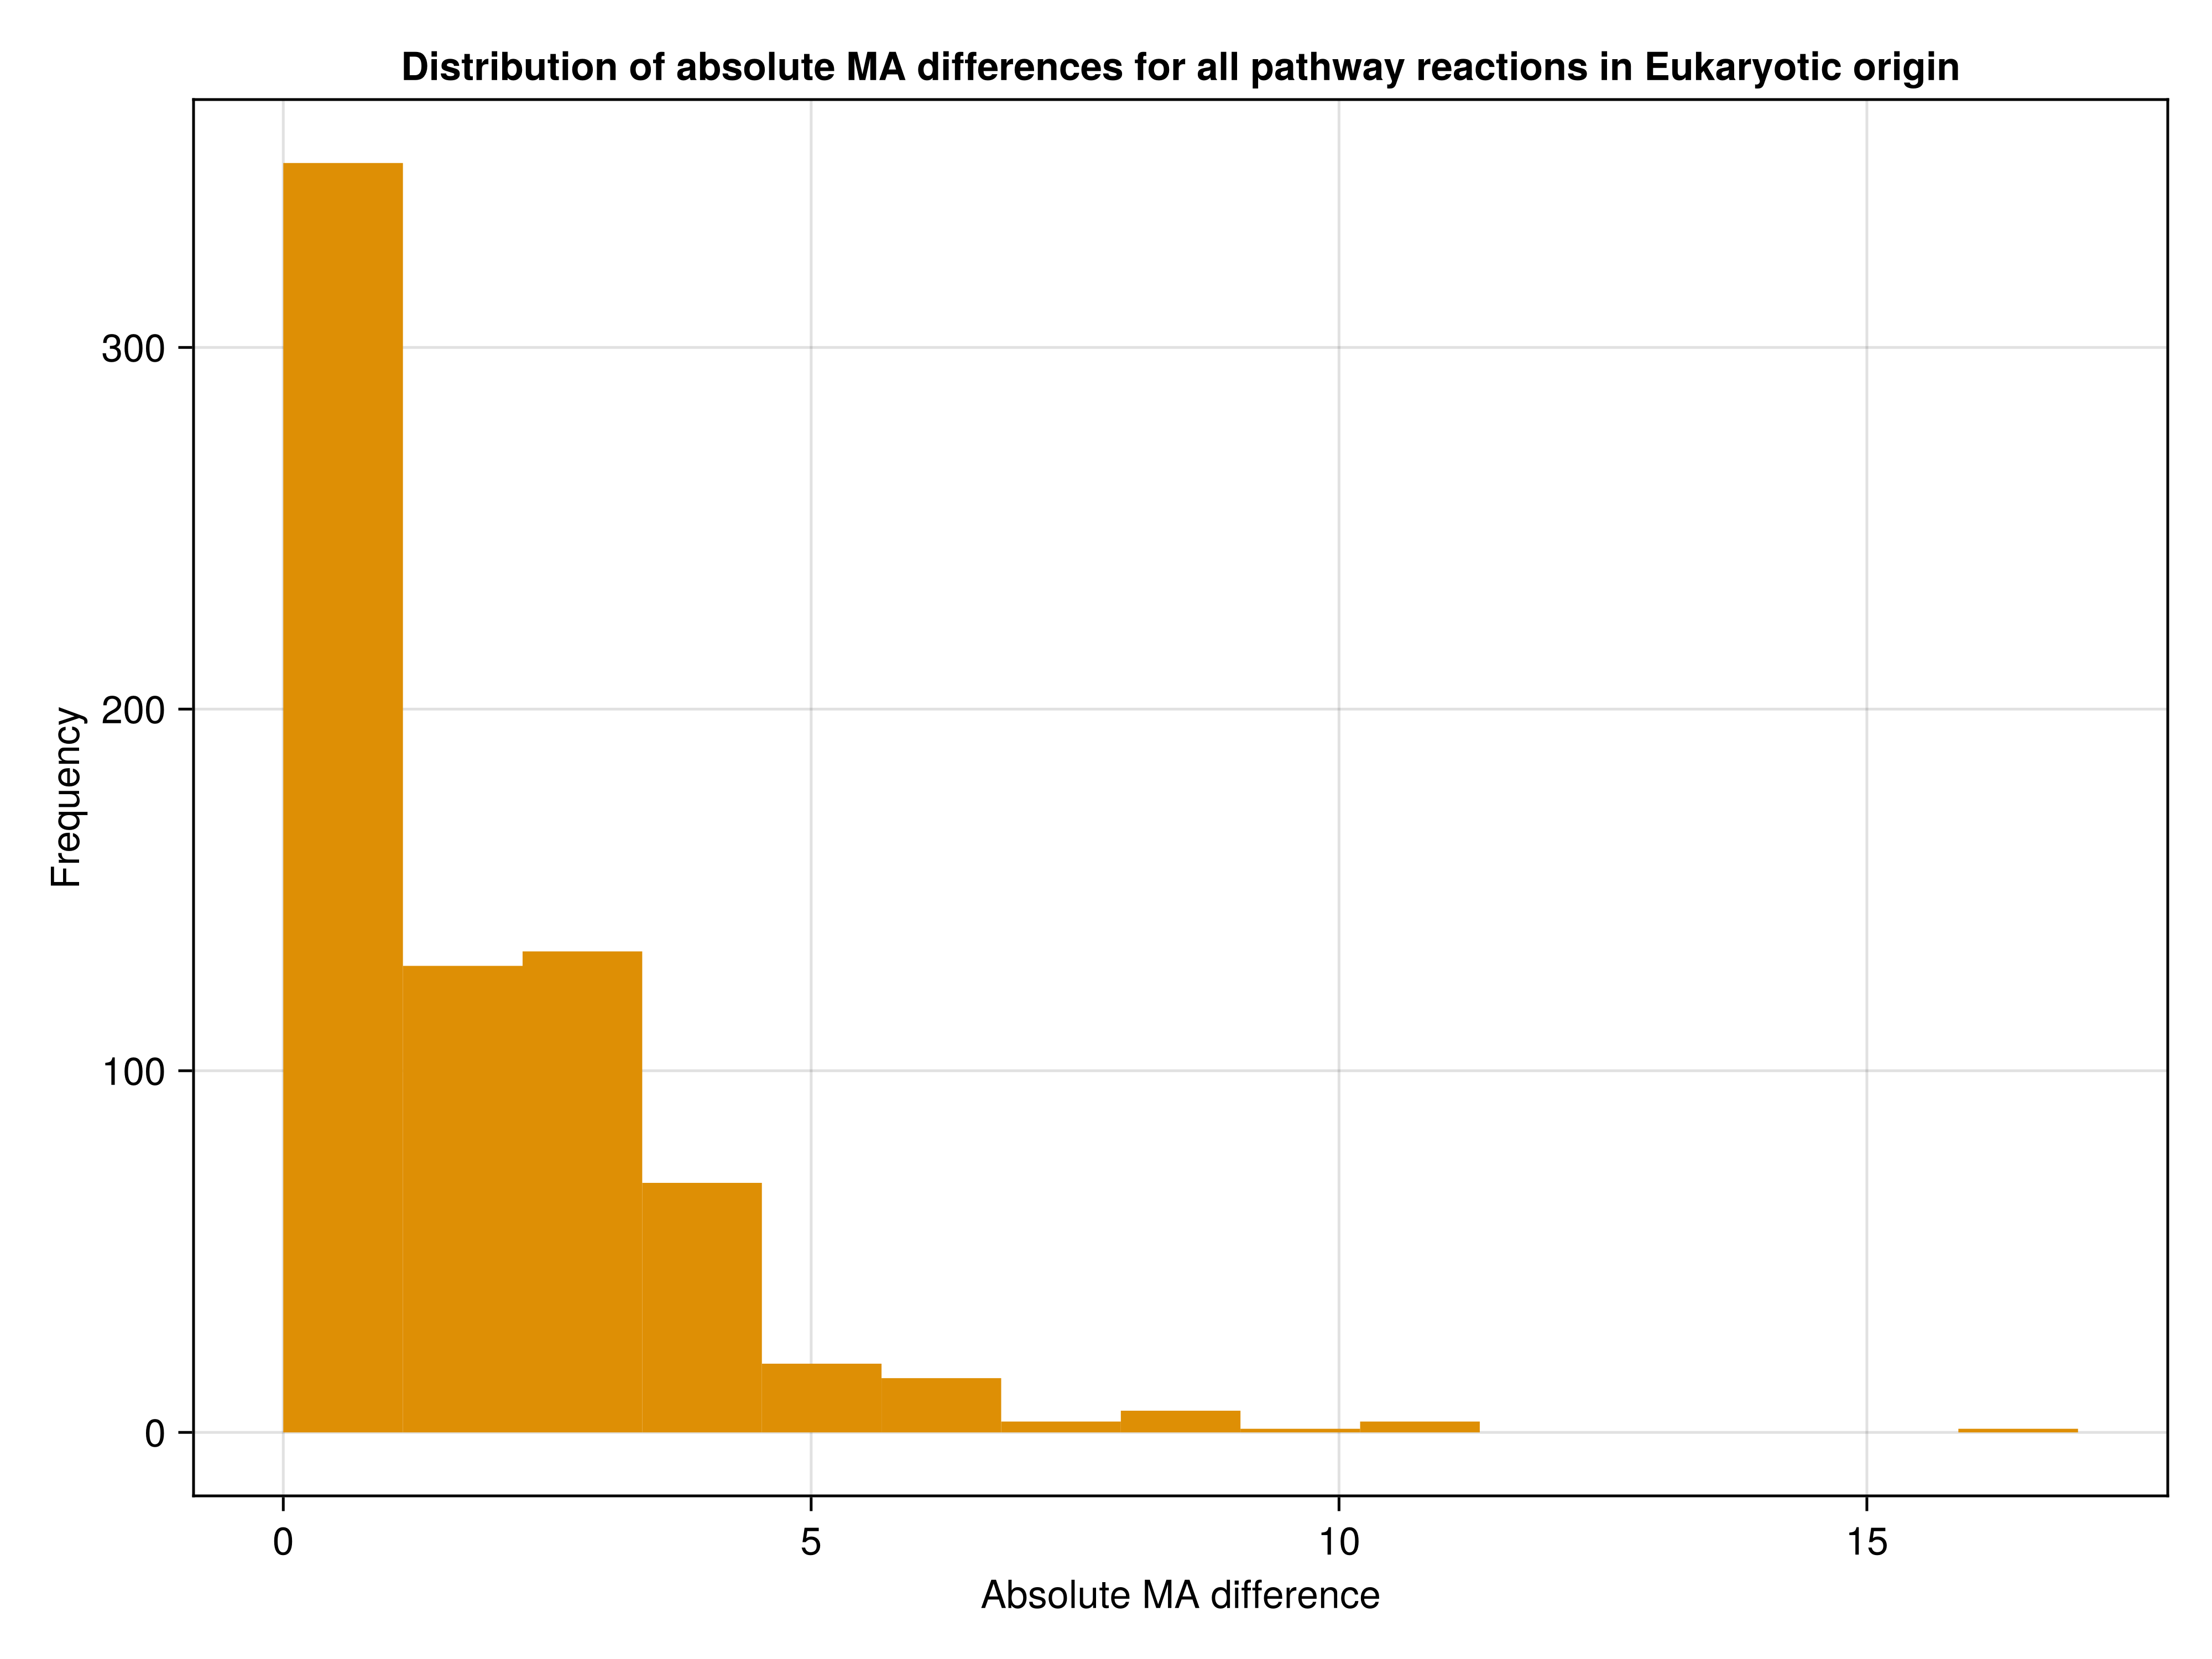 Distribution of absolute MA differences for all pathway reactions in Eukaryotic origin
Frequency
300
200
100
0
0 5 10 15
Absolute MA difference